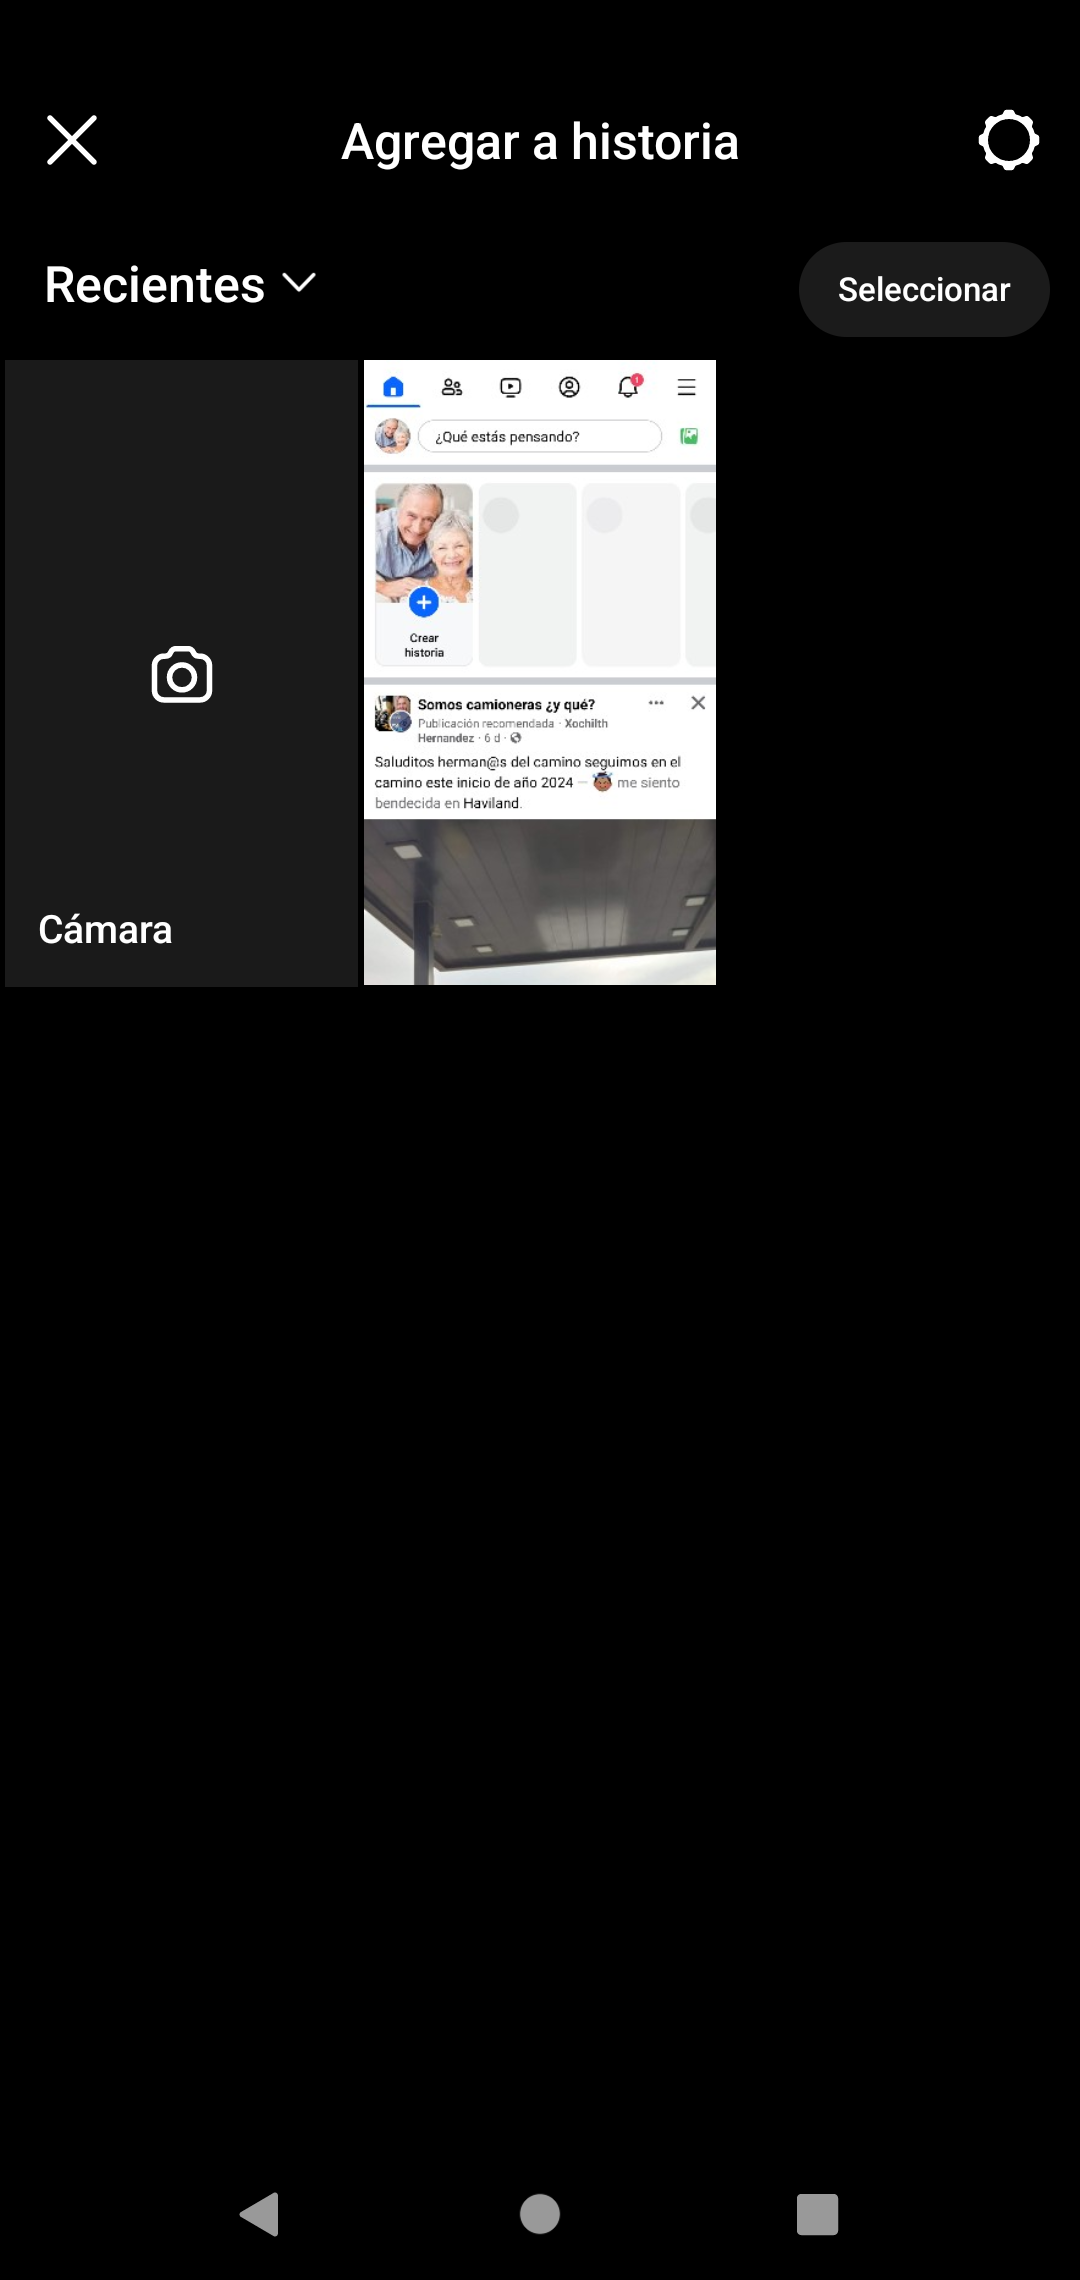 Agregar a historia
Recientes
Seleccionar
Cámara
1
¿Qué estás pensando?
Crear
historia
Somos camioneras ¿y qué?
Publicación recomendada · Xochilth
Hernandez · 6 d ·
Saluditos herman@s del camino seguimos en el
camino este inicio de año 2024 — me siento
bendecida en Haviland.